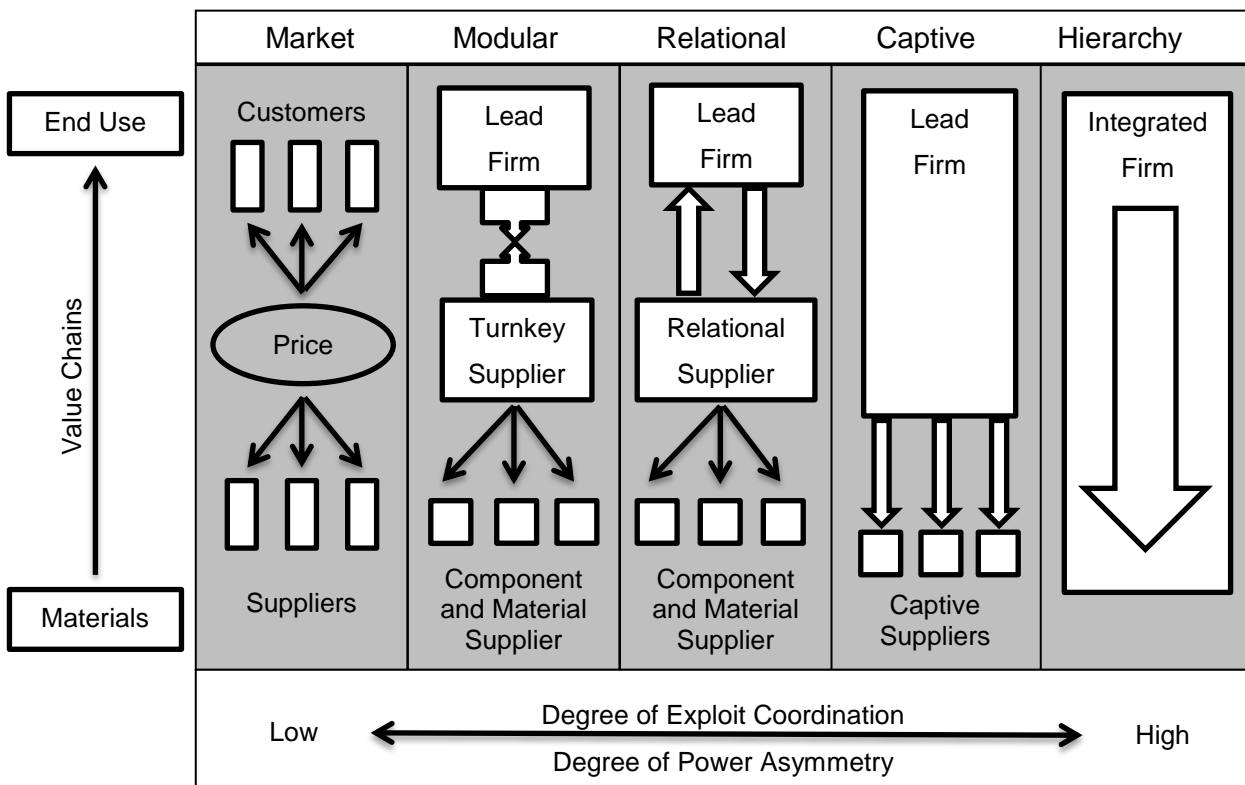 Market
Modular
Relational
Captive
Hierarchy
End Use
Value Chains
Materials
Customers
Price
Suppliers
Lead
Firm
Turnkey
Supplier
Component
and Material
Supplier
Lead
Firm
Relational
Supplier
Component
and Material
Supplier
Lead
Firm
Captive
Suppliers
Integrated
Firm
Low
Degree of Exploit Coordination
Degree of Power Asymmetry
High